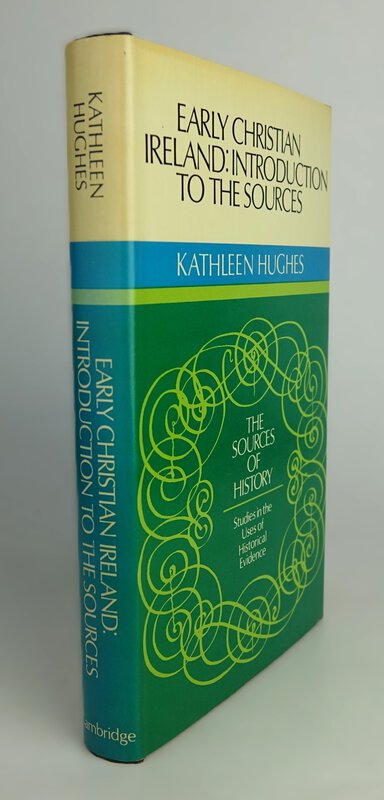 KATHLEEN
HUGHES
EARLY CHRISTIAN IRELAND:
INTRODUCTION TO THE SOURCES
ambridge
EARLY CHRISTIAN
IRELAND: INTRODUCTION
TO THE SOURCES
KATHLEEN HUGHES
THE
SOURCES
OF
HISTORY
Studies in the
Uses of
Historical
Evidence